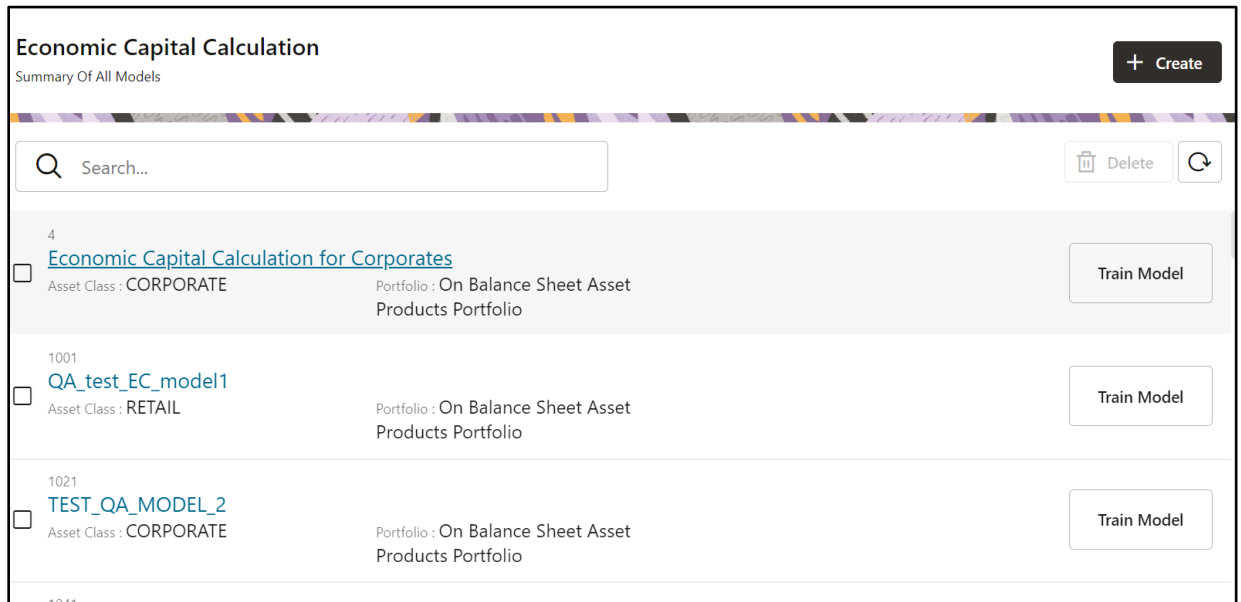 Economic Capital Calculation
Summary Of All Models
+ Create
Search...
Delete
4
Economic Capital Calculation for Corporates
Asset Class : CORPORATE
Portfolio : On Balance Sheet Asset
Products Portfolio
Train Model
1001
QA_test_EC_model1
Asset Class : RETAIL
Portfolio : On Balance Sheet Asset
Products Portfolio
Train Model
1021
TEST_QA_MODEL_2
Asset Class : CORPORATE
Portfolio : On Balance Sheet Asset
Products Portfolio
Train Model